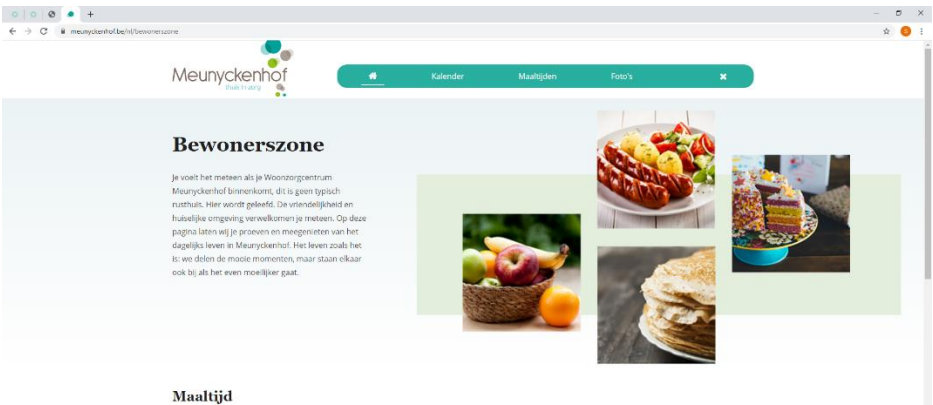 meunyckenhof.be/nl/bewonerszone
S
Meunyckenhof
thuis in zorg
Kalender
Maaltijden
Foto's
Bewonerszone
Je voelt het meteen als je Woonzorgcentrum
Meunyckenhof binnenkomt, dit is geen typisch
rusthuis. Hier wordt geleefd. De vriendelijkheid en
huiselijke omgeving verwelkomen je meteen. Op deze
pagina laten wij je proeven en meegenieten van het
dagelijks leven in Meunyckenhof. Het leven zoals het
is: we delen de mooie momenten, maar staan elkaar
ook bij als het even moeilijker gaat.
Maaltijd